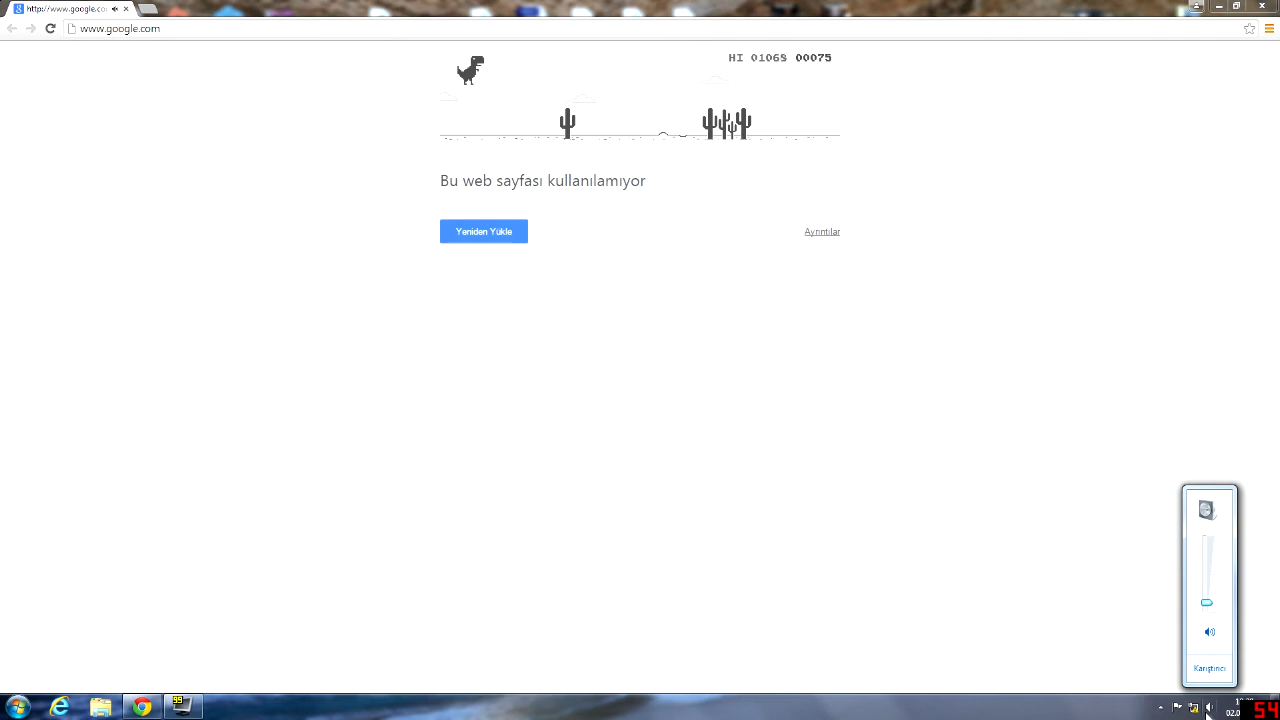 http://www.google.co
www.google.com
HI 01068 00075
Bu web sayfası kullanılamıyor
Yeniden Yükle
Ayrıntılar
Karıştırıcı
99
54